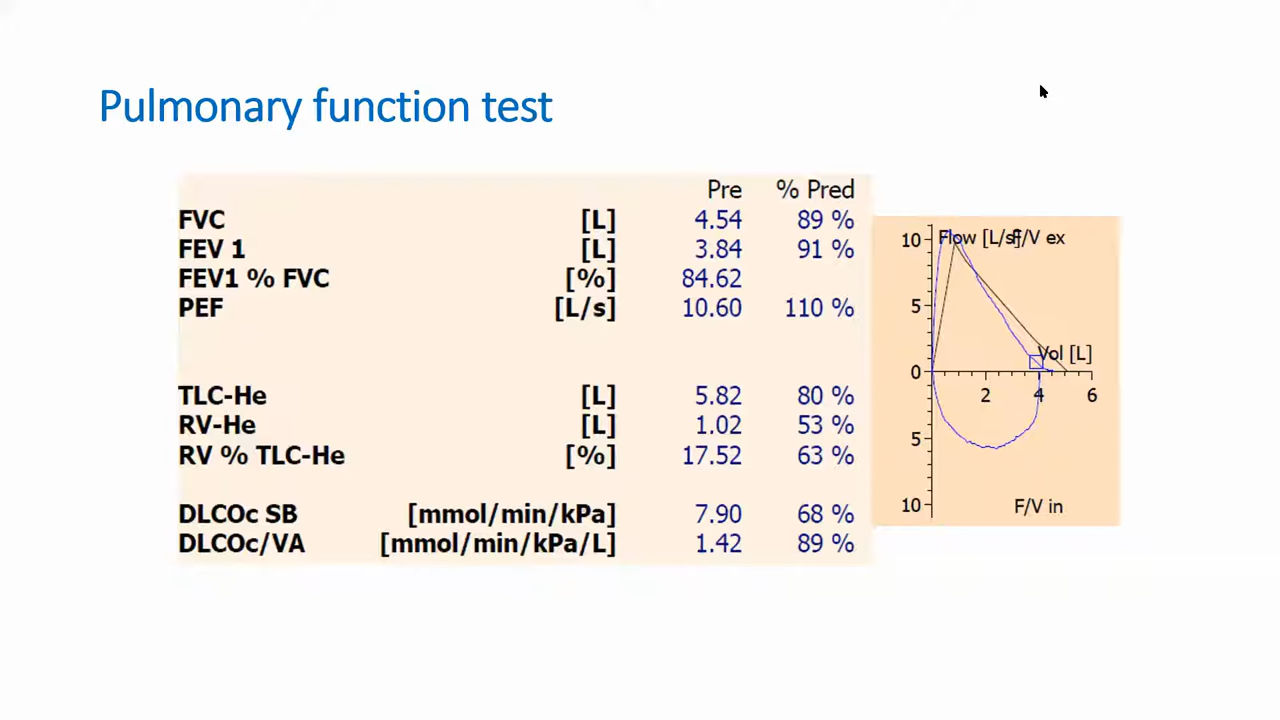 Pulmonary function test
Pre % Pred
FVC [L] 4.54 89 %
FEV 1 [L] 3.84 91 %
FEV1 % FVC [%] 84.62
PEF [L/s] 10.60 110 %
TLC-He [L] 5.82 80 %
RV-He [L] 1.02 53 %
RV % TLC-He [%] 17.52 63 %
DLCOc SB [mmol/min/kPa] 7.90 68 %
DLCOc/VA [mmol/min/kPa/L] 1.42 89 %
10 Flow [L/s] F/V ex
5
Vol [L]
0
2 4 6
5
10 F/V in